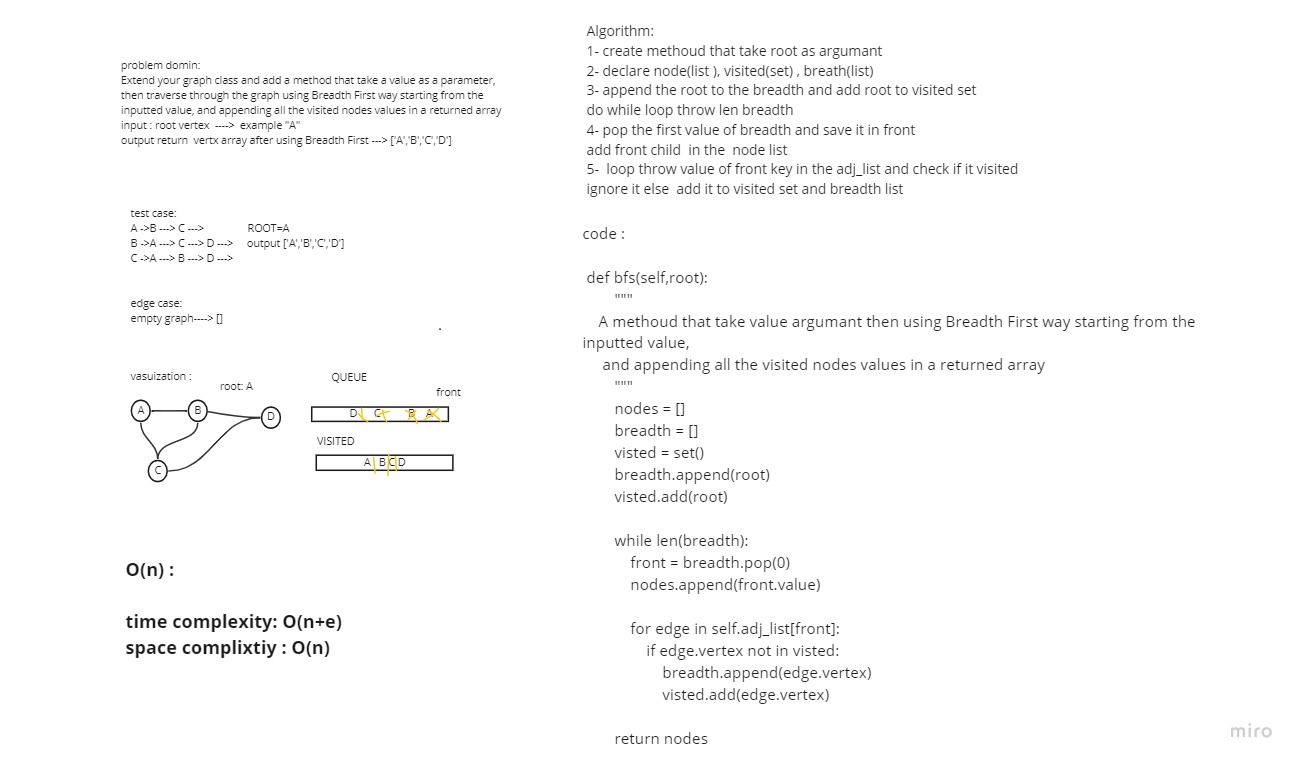 problem domin:
Extend your graph class and add a method that take a value as a parameter,
then traverse through the graph using Breadth First way starting from the
inputted value, and appending all the visited nodes values in a returned array
input : root vertex ----> example "A"
output return vertx array after using Breadth First ---> ['A','B','C','D']
test case:
A ->B ---> C --->
ROOT=A
B ->A ---> C ---> D --->
output ['A','B','C','D']
C ->A ---> B ---> D --->
edge case:
empty graph----> []
vasuization :
root: A
A
B
D
C
QUEUE
front
D C B A
VISITED
A B C D
O(n) :
time complexity: O(n+e)
space complixtiy : O(n)
Algorithm:
1- create methoud that take root as argumant
2- declare node(list ), visited(set) , breath(list)
3- append the root to the breadth and add root to visited set
do while loop throw len breadth
4- pop the first value of breadth and save it in front
add front child in the node list
5- loop throw value of front key in the adj_list and check if it visited
ignore it else add it to visited set and breadth list
code :
def bfs(self,root):
"""
A methoud that take value argumant then using Breadth First way starting from the
inputted value,
and appending all the visited nodes values in a returned array
"""
nodes = []
breadth = []
visted = set()
breadth.append(root)
visted.add(root)
while len(breadth):
front = breadth.pop(0)
nodes.append(front.value)
for edge in self.adj_list[front]:
if edge.vertex not in visted:
breadth.append(edge.vertex)
visted.add(edge.vertex)
return nodes
miro